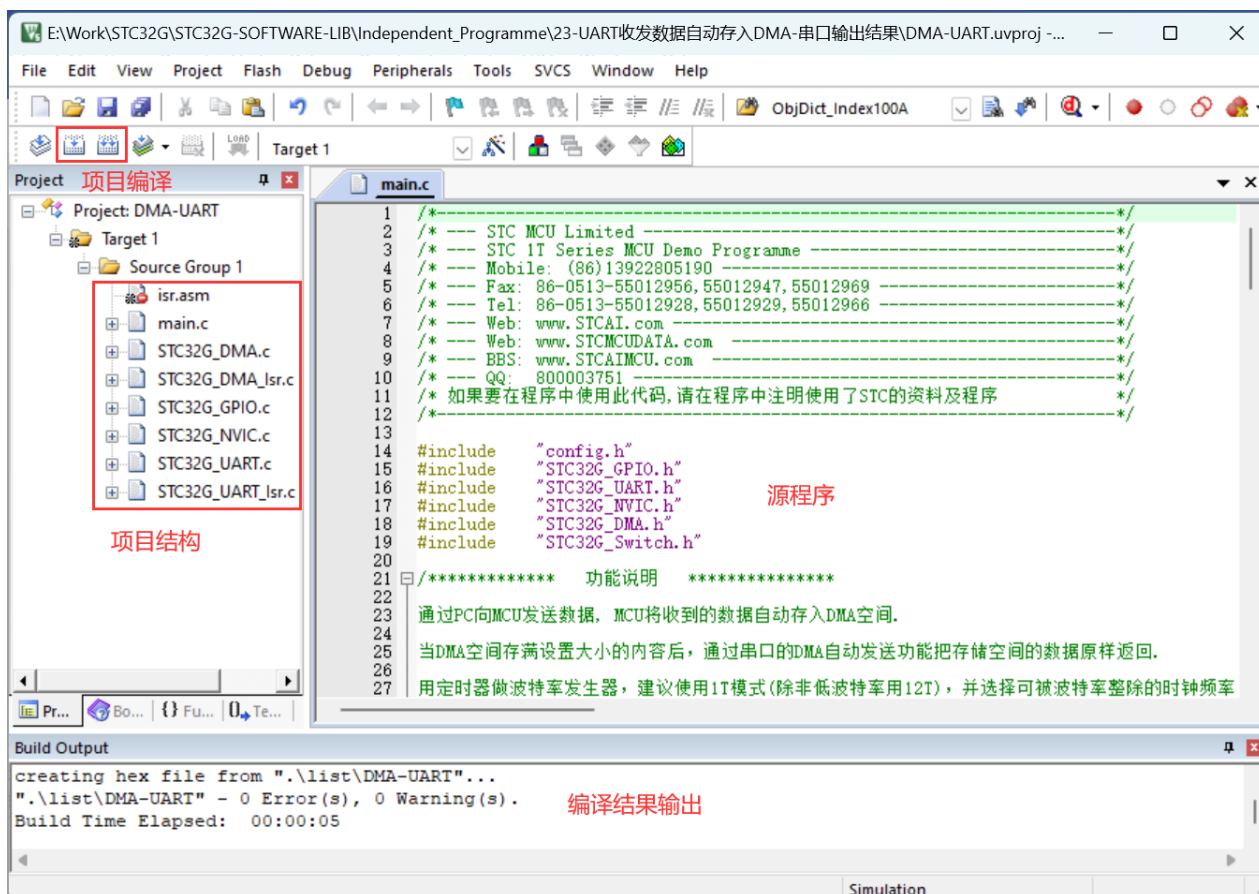 E:\Work\STC32G\STC32G-SOFTWARE-LIB\Independent_Programme\23-UART收发数据自动存入DMA-串口输出结果\DMA-UART.uvproj -...
File Edit View Project Flash Debug Peripherals Tools SVCS Window Help
ObjDict_Index100A
LOAD Target 1
Project 项目编译
Project: DMA-UART
Target 1
Source Group 1
isr.asm
main.c
STC32G_DMA.c
STC32G_DMA_Isr.c
STC32G_GPIO.c
STC32G_NVIC.c
STC32G_UART.c
STC32G_UART_Isr.c
项目结构
Pr... Bo... {} Fu... Te...
main.c
1 /*---------------------------------------------------------------------*/
2 /* --- STC MCU Limited ------------------------------------------------*/
3 /* --- STC 1T Series MCU Demo Programme -------------------------------*/
4 /* --- Mobile: (86)13922805190 ----------------------------------------*/
5 /* --- Fax: 86-0513-55012956,55012947,55012969 ------------------------*/
6 /* --- Tel: 86-0513-55012928,55012929,55012966 ------------------------*/
7 /* --- Web: www.STCAI.com ---------------------------------------------*/
8 /* --- Web: www.STCMCUDATA.com  ---------------------------------------*/
9 /* --- BBS: www.STCAIMCU.com  -----------------------------------------*/
10 /* --- QQ:  800003751 -------------------------------------------------*/
11 /* 如果要在程序中使用此代码,请在程序中注明使用了STC的资料及程序            */
12 /*---------------------------------------------------------------------*/
13
14 #include "config.h"
15 #include "STC32G_GPIO.h"
16 #include "STC32G_UART.h"
17 #include "STC32G_NVIC.h"
18 #include "STC32G_DMA.h"
19 #include "STC32G_Switch.h"
源程序
20
21 /************* 功能说明 ***************
22
23 通过PC向MCU发送数据, MCU将收到的数据自动存入DMA空间.
24
25 当DMA空间存满设置大小的内容后，通过串口的DMA自动发送功能把存储空间的数据原样返回.
26
27 用定时器做波特率发生器，建议使用1T模式(除非低波特率用12T)，并选择可被波特率整除的时钟频率
Build Output
creating hex file from ".\list\DMA-UART"...
".\list\DMA-UART" - 0 Error(s), 0 Warning(s).
Build Time Elapsed:  00:00:05
编译结果输出
Simulation